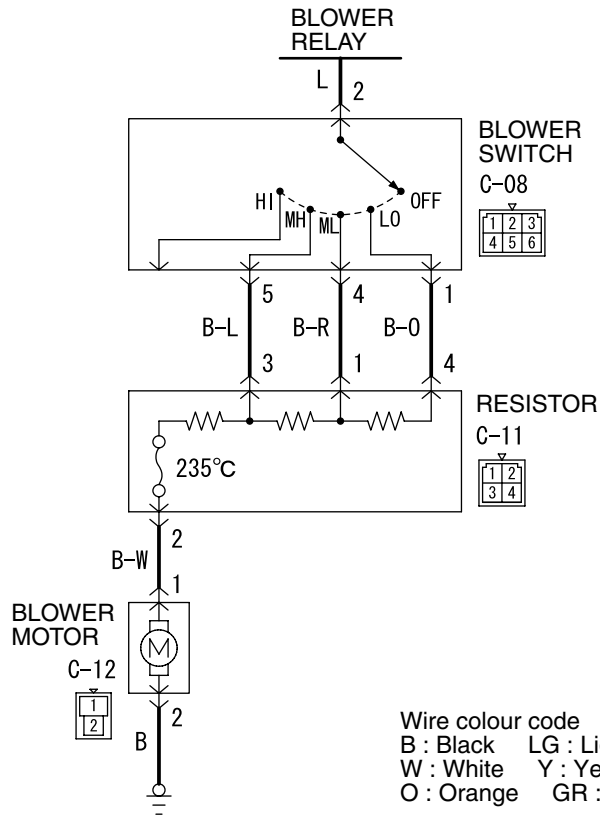 BLOWER
RELAY
L
2
BLOWER
SWITCH
C-08
1 2 3
4 5 6
HI
MH
ML
LO
OFF
5
4
1
B-L
B-R
B-O
3
1
4
RESISTOR
C-11
1 2
3 4
235°C
2
B-W
1
BLOWER
MOTOR
C-12
1
2
M
2
B
Wire colour code
B : Black LG :
W : White Y :
O : Orange GR :